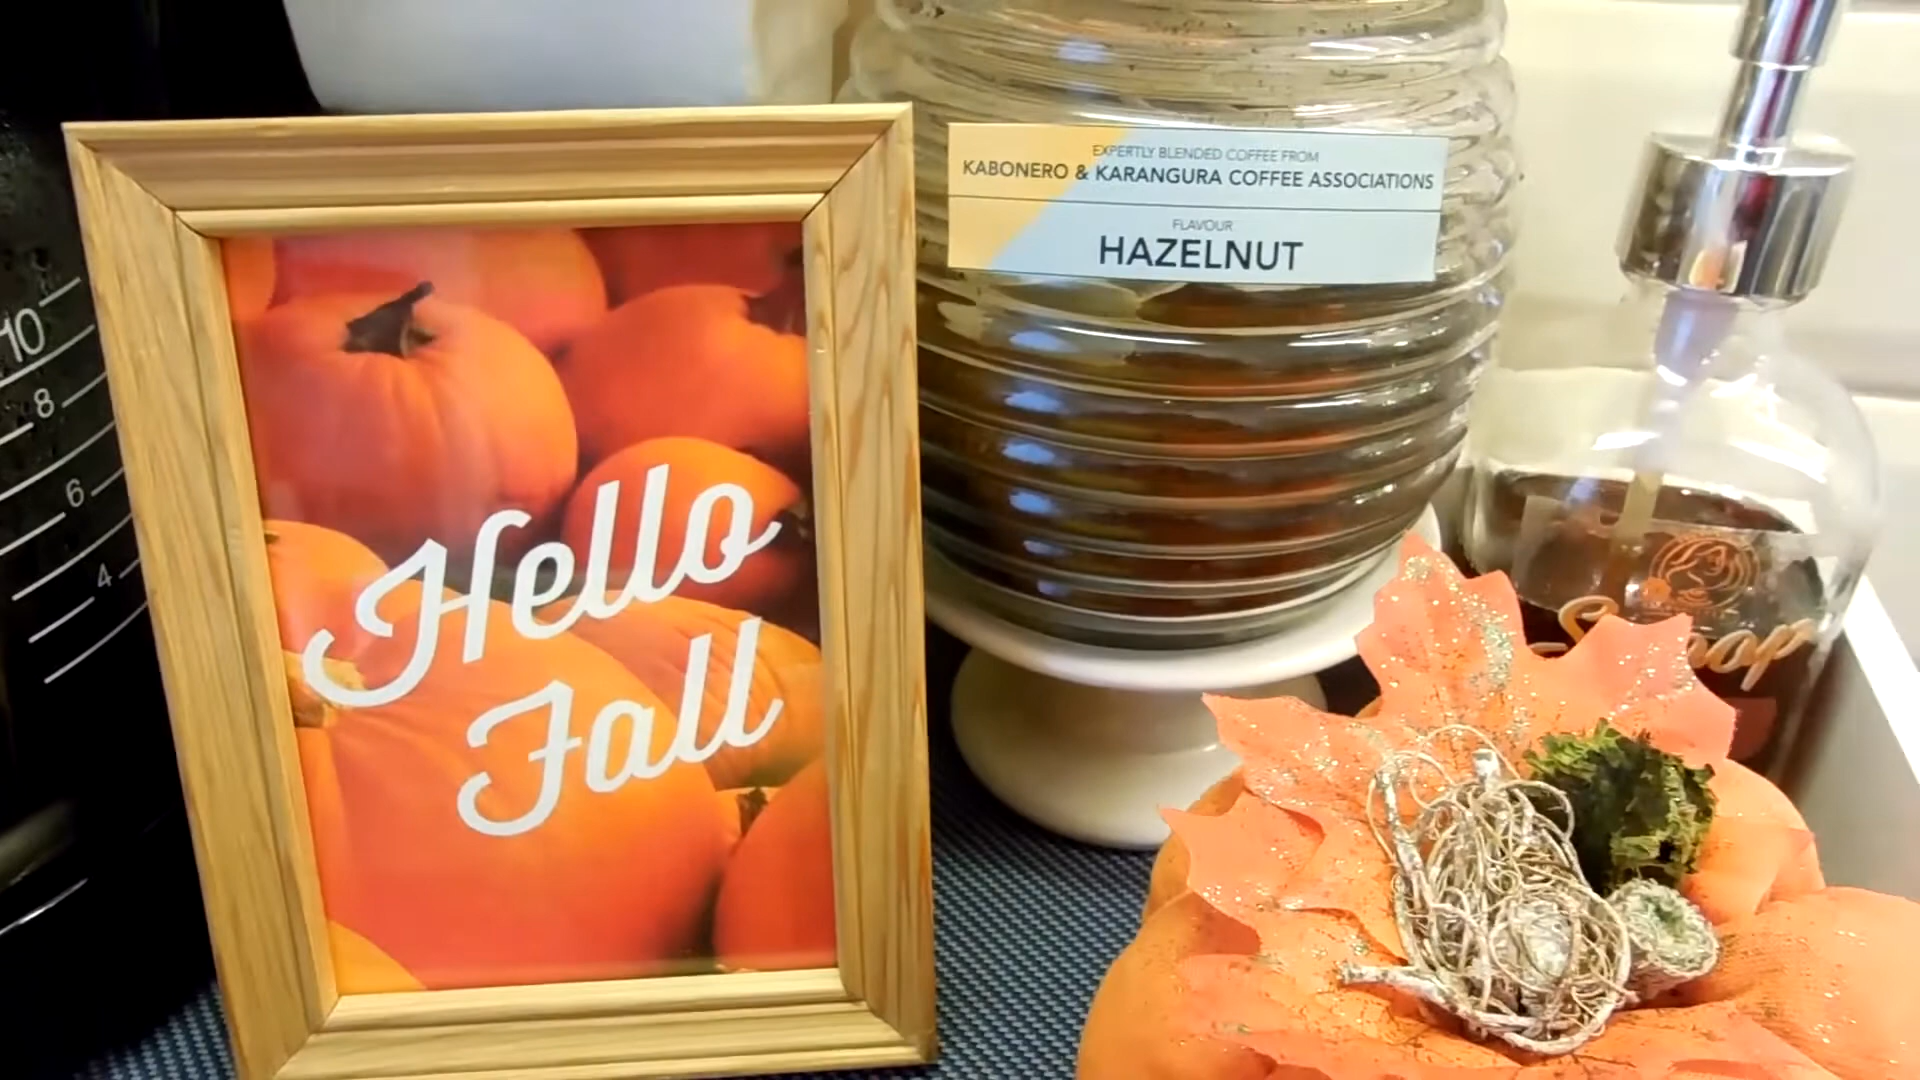 Hello
Fall
EXPERTLY BLENDED COFFEE FROM
KABONERO & KARANGURA COFFEE ASSOCIATIONS
FLAVOUR
HAZELNUT
10
8
6
4